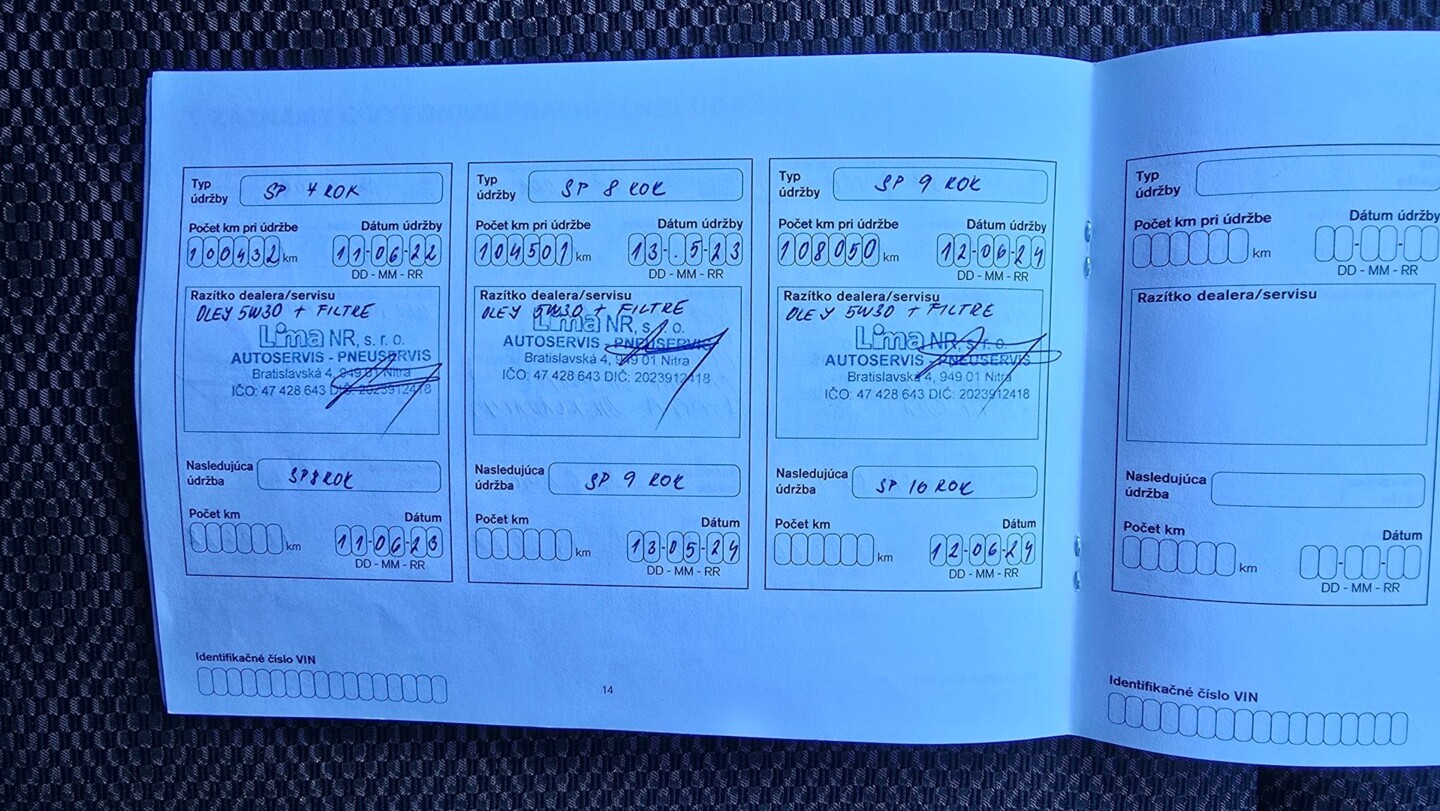 Typ údržby SP 7 ROK
Počet km pri údržbe Dátum údržby
100432 km 11-06-22
DD - MM - RR
Razítko dealera/servisu
OLEJ 5W30 + FILTRE
Lima NR, s. r. o.
AUTOSERVIS - PNEUSERVIS
Bratislavská 4, 949 01 Nitra
IČO: 47 428 643 DIČ: 2023912418
Nasledujúca údržba SP 8 ROK
Počet km Dátum
km 11-06-23
DD - MM - RR
Typ údržby SP 8 ROK
Počet km pri údržbe Dátum údržby
104501 km 13-.5-23
DD - MM - RR
Razítko dealera/servisu
OLEJ 5W30 + FILTRE
Lima NR, s. r. o.
AUTOSERVIS - PNEUSERVIS
Bratislavská 4, 949 01 Nitra
IČO: 47 428 643 DIČ: 2023912418
Nasledujúca údržba SP 9 ROK
Počet km Dátum
km 13-05-24
DD - MM - RR
Typ údržby SP 9 ROK
Počet km pri údržbe Dátum údržby
108050 km 12-06-24
DD - MM - RR
Razítko dealera/servisu
OLEJ 5W30 + FILTRE
Lima NR, s. r. o.
AUTOSERVIS - PNEUSERVIS
Bratislavská 4, 949 01 Nitra
IČO: 47 428 643 DIČ: 2023912418
Nasledujúca údržba SP 10 ROK
Počet km Dátum
km 12-06-24
DD - MM - RR
Identifikačné číslo VIN
14
Typ údržby
Počet km pri údržbe Dátum údržby
km
DD - MM - RR
Razítko dealera/servisu
Nasledujúca údržba
Počet km Dátum
km
DD - MM - RR
Identifikačné číslo VIN